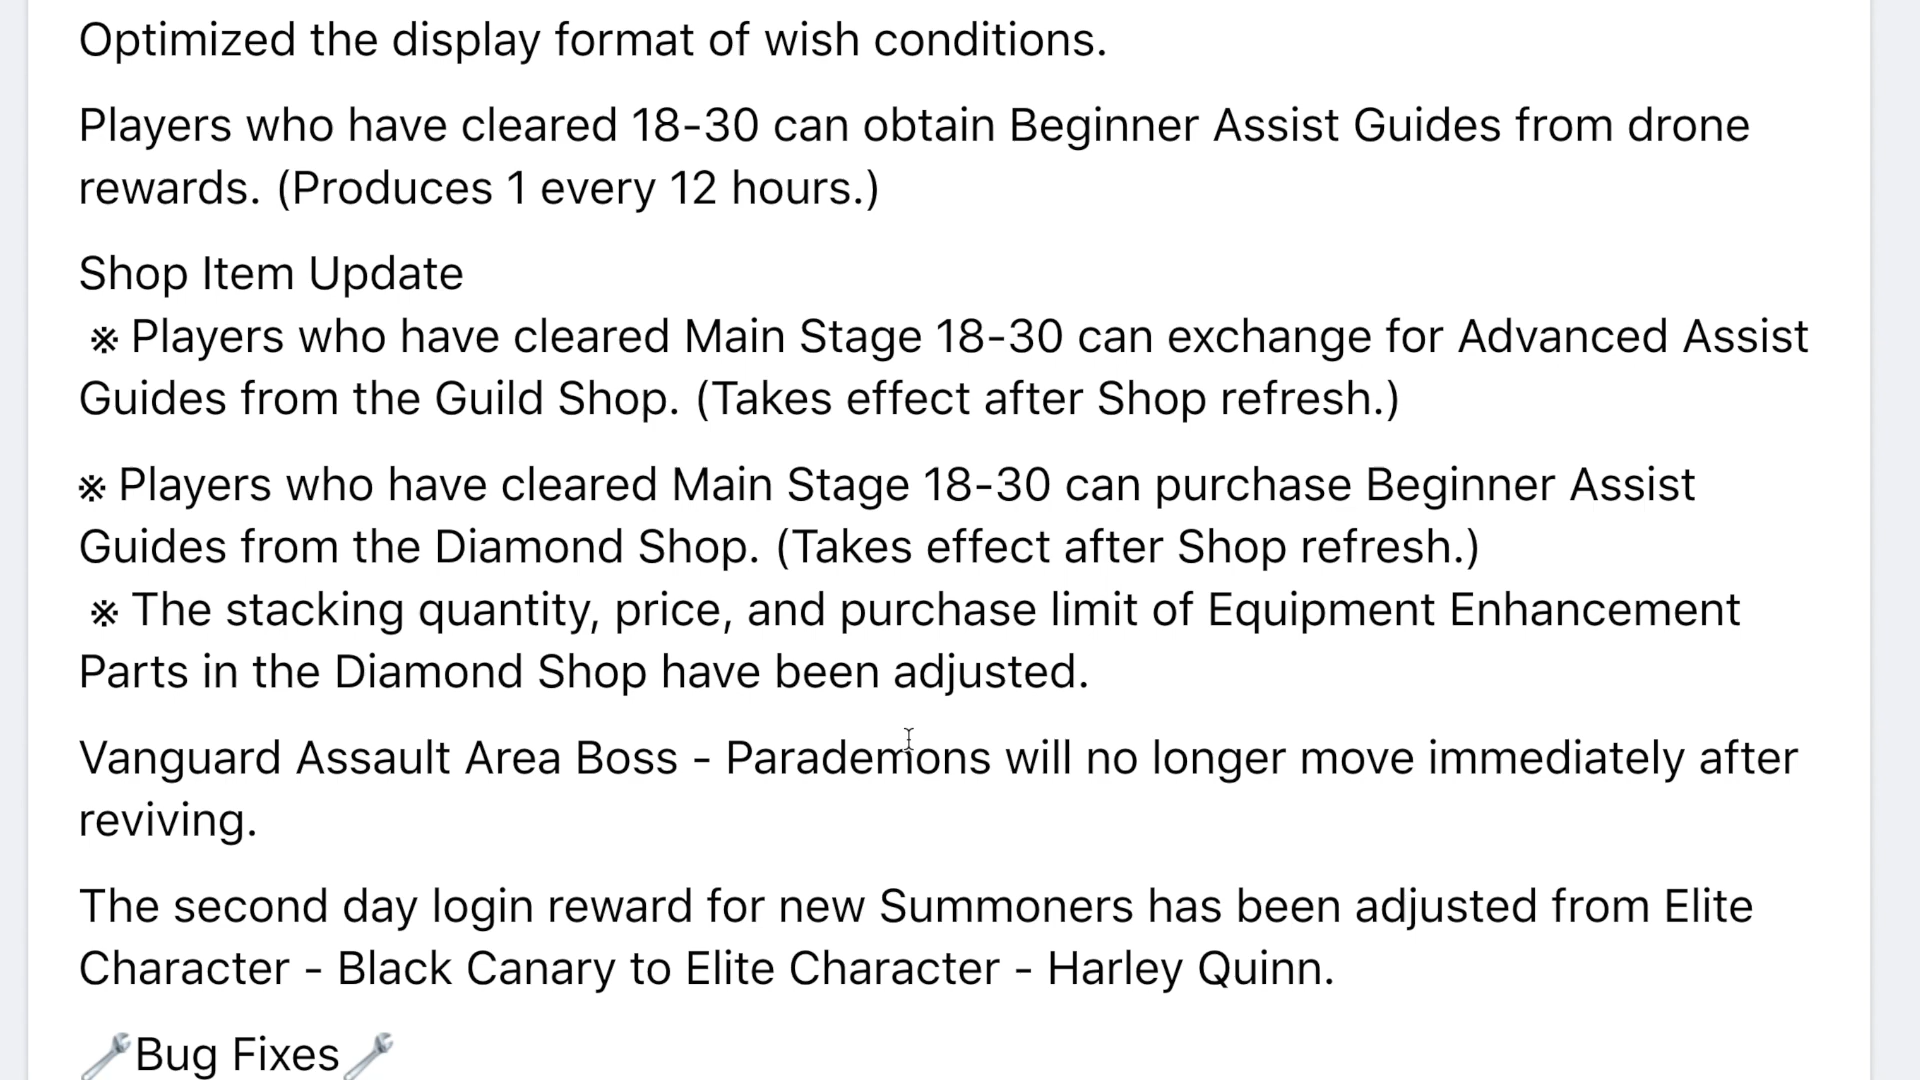 Optimized the display format of wish conditions.
Players who have cleared 18-30 can obtain Beginner Assist Guides from drone
rewards. (Produces 1 every 12 hours.)
Shop Item Update
※ Players who have cleared Main Stage 18-30 can exchange for Advanced Assist
Guides from the Guild Shop. (Takes effect after Shop refresh.)
※ Players who have cleared Main Stage 18-30 can purchase Beginner Assist
Guides from the Diamond Shop. (Takes effect after Shop refresh.)
※ The stacking quantity, price, and purchase limit of Equipment Enhancement
Parts in the Diamond Shop have been adjusted.
Vanguard Assault Area Boss - Parademons will no longer move immediately after
reviving.
The second day login reward for new Summoners has been adjusted from Elite
Character - Black Canary to Elite Character - Harley Quinn.
🔧Bug Fixes🔧